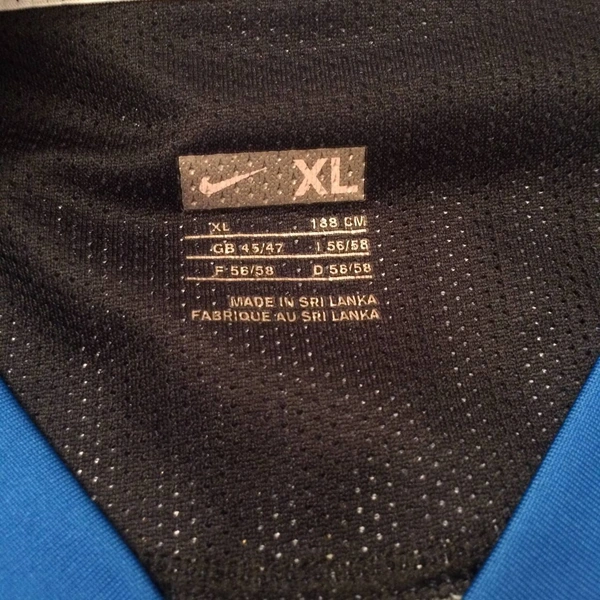 XL
XL 188 CM
GB 45/47 I 56/58
F 56/58 D 56/58
MADE IN SRI LANKA
FABRIQUE AU SRI LANKA